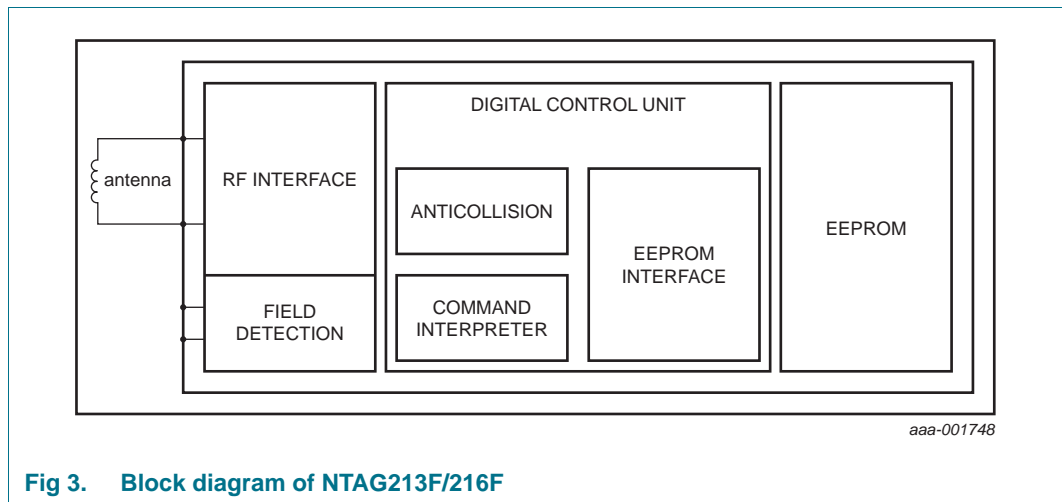 DIGITAL CONTROL UNIT
antenna
RF INTERFACE
ANTICOLLISION
EEPROM
EEPROM
INTERFACE
FIELD
DETECTION
COMMAND
INTERPRETER
aaa-001748
Fig 3. Block diagram of NTAG213F/216F